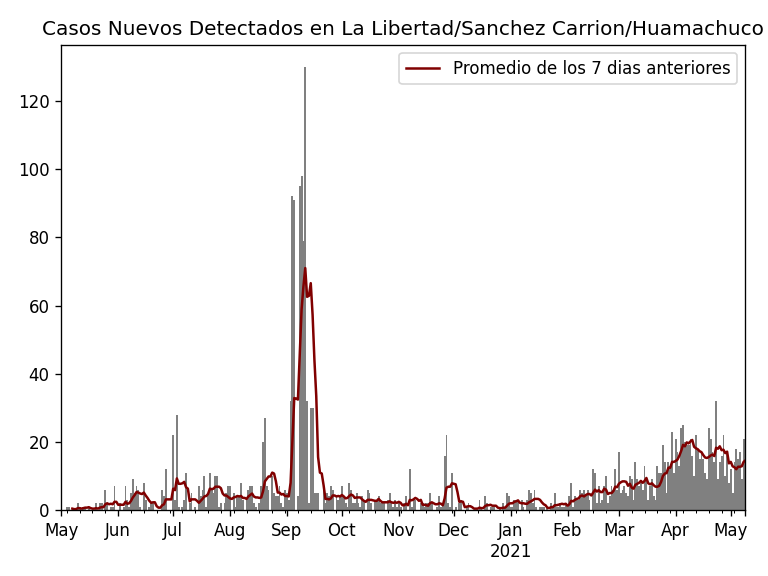 Casos Nuevos Detectados en La Libertad/Sanchez Carrion/Huamachuco
Promedio de los 7 dias anteriores
120
100
80
60
40
20
0
May Jun Jul Aug Sep Oct Nov Dec Jan Feb Mar Apr May
2021